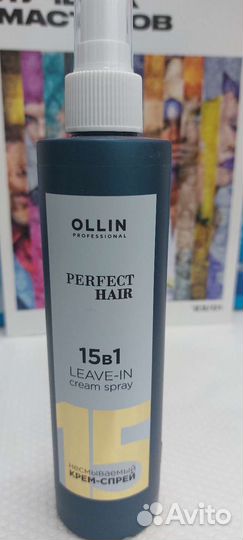 МАСТЕРОВ
OLLIN
PROFESSIONAL
PERFECT
HAIR
15в1
LEAVE-IN
cream spray
15
несмываемый
КРЕМ-СПРЕЙ
Avito